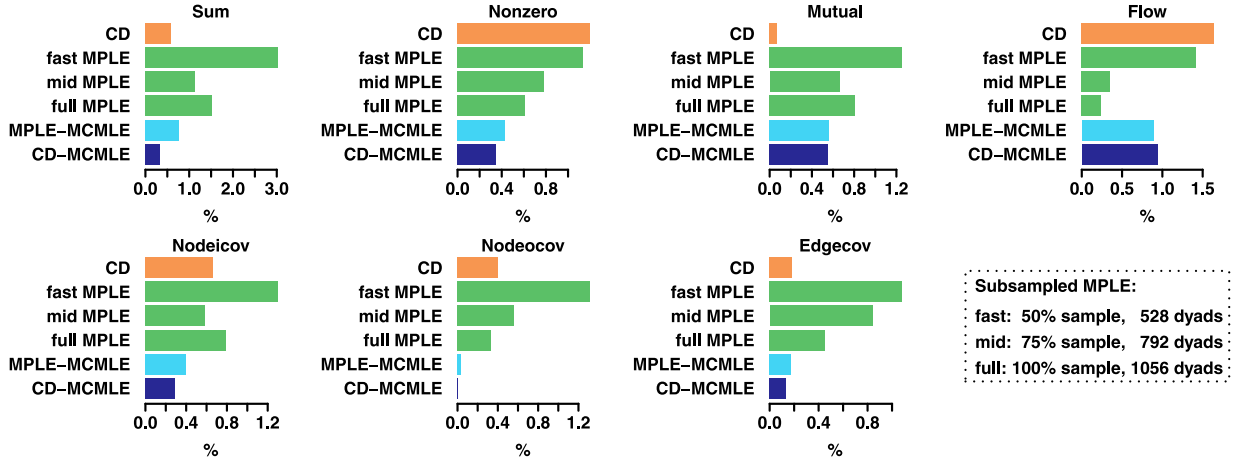 Sum
CD
fast MPLE
mid MPLE
full MPLE
MPLE−MCMLE
CD−MCMLE
0.0 1.0 2.0 3.0
%
Nonzero
CD
fast MPLE
mid MPLE
full MPLE
MPLE−MCMLE
CD−MCMLE
0.0 0.4 0.8
%
Mutual
CD
fast MPLE
mid MPLE
full MPLE
MPLE−MCMLE
CD−MCMLE
0.0 0.4 0.8 1.2
%
Flow
CD
fast MPLE
mid MPLE
full MPLE
MPLE−MCMLE
CD−MCMLE
0.0 0.5 1.0 1.5
%
Nodeicov
CD
fast MPLE
mid MPLE
full MPLE
MPLE−MCMLE
CD−MCMLE
0.0 0.4 0.8 1.2
%
Nodeocov
CD
fast MPLE
mid MPLE
full MPLE
MPLE−MCMLE
CD−MCMLE
0.0 0.4 0.8 1.2
%
Edgecov
CD
fast MPLE
mid MPLE
full MPLE
MPLE−MCMLE
CD−MCMLE
0.0 0.4 0.8
%
Subsampled MPLE:
fast: 50% sample, 528 dyads
mid: 75% sample, 792 dyads
full: 100% sample, 1056 dyads